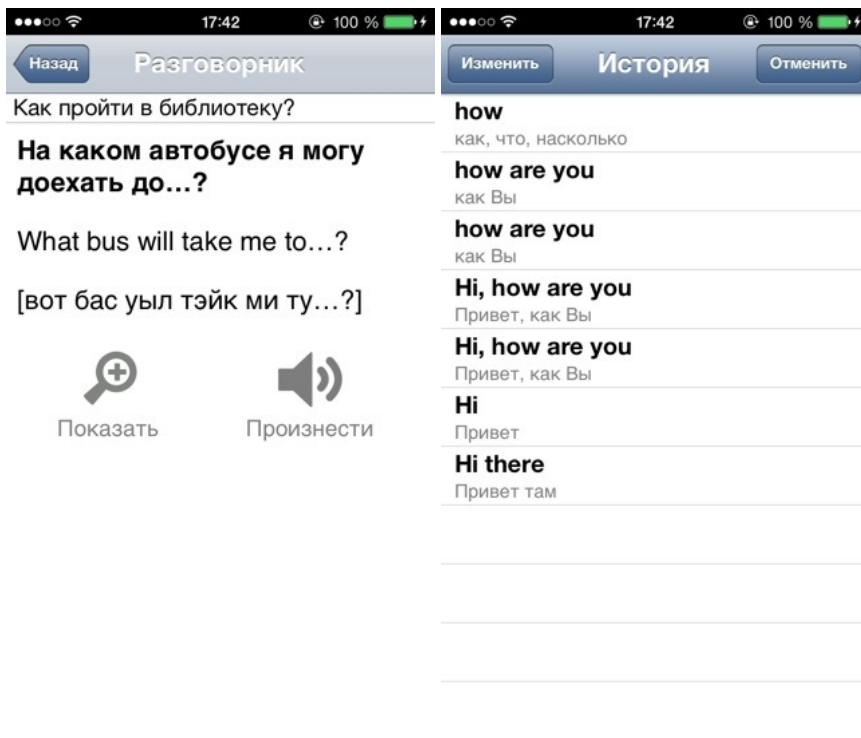 17:42
100 %
Назад
Разговорник
Как пройти в библиотеку?
На каком автобусе я могу
доехать до...?
What bus will take me to...?
[вот бас уыл тэйк ми ту...?]
Показать
Произнести
17:42
100 %
Изменить
История
Отменить
how
как, что, насколько
how are you
как Вы
how are you
как Вы
Hi, how are you
Привет, как Вы
Hi, how are you
Привет, как Вы
Hi
Привет
Hi there
Привет там